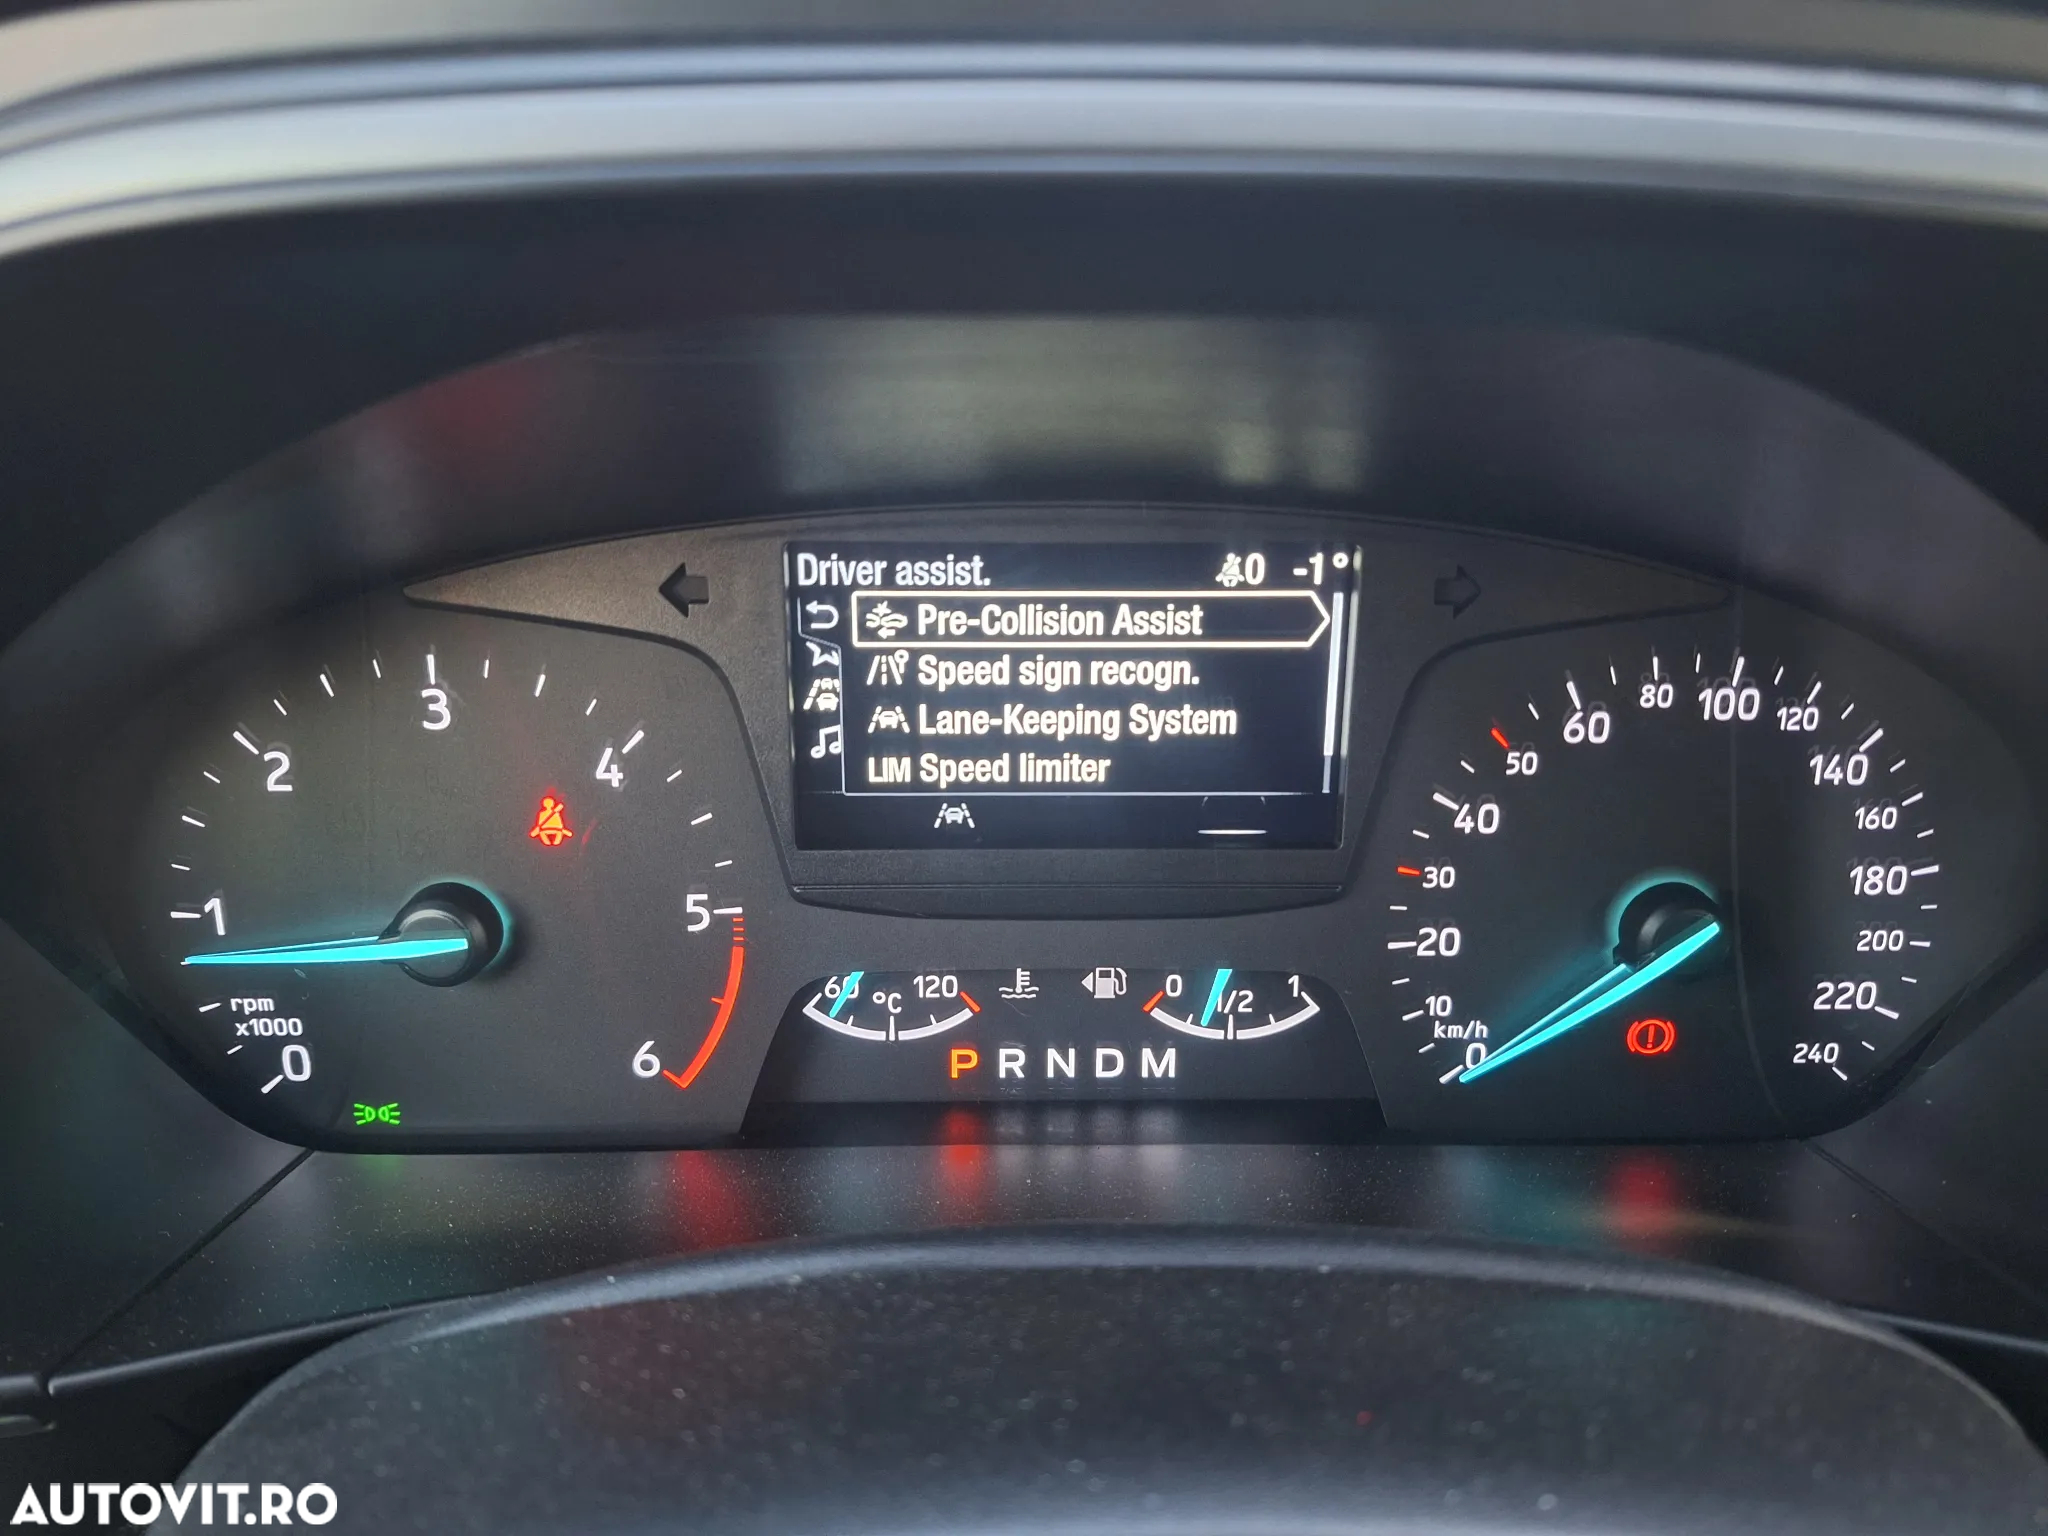 Driver assist. 0 -1°
Pre-Collision Assist
Speed sign recogn.
Lane-Keeping System
LIM Speed limiter
0 1 2 3 4 5 6
rpm
x1000
60 °C 120
0 1/2 1
P R N D M
0 10 20 30 40 50 60 80 100 120 140 160 180 200 220 240
km/h
AUTOVIT.RO